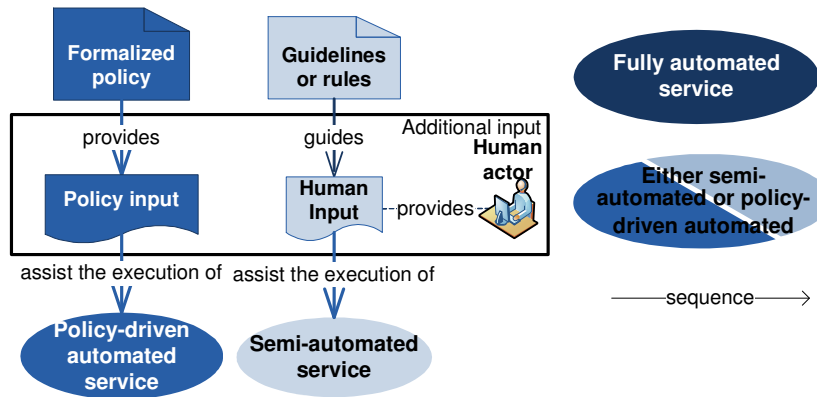 Formalized
policy
Guidelines
or rules
Fully automated
service
provides
guides
Additional input
Human
actor
Policy input
Human
Input
provides
Either semi-
automated or policy-
driven automated
assist the execution of
assist the execution of
sequence
Policy-driven
automated
service
Semi-automated
service